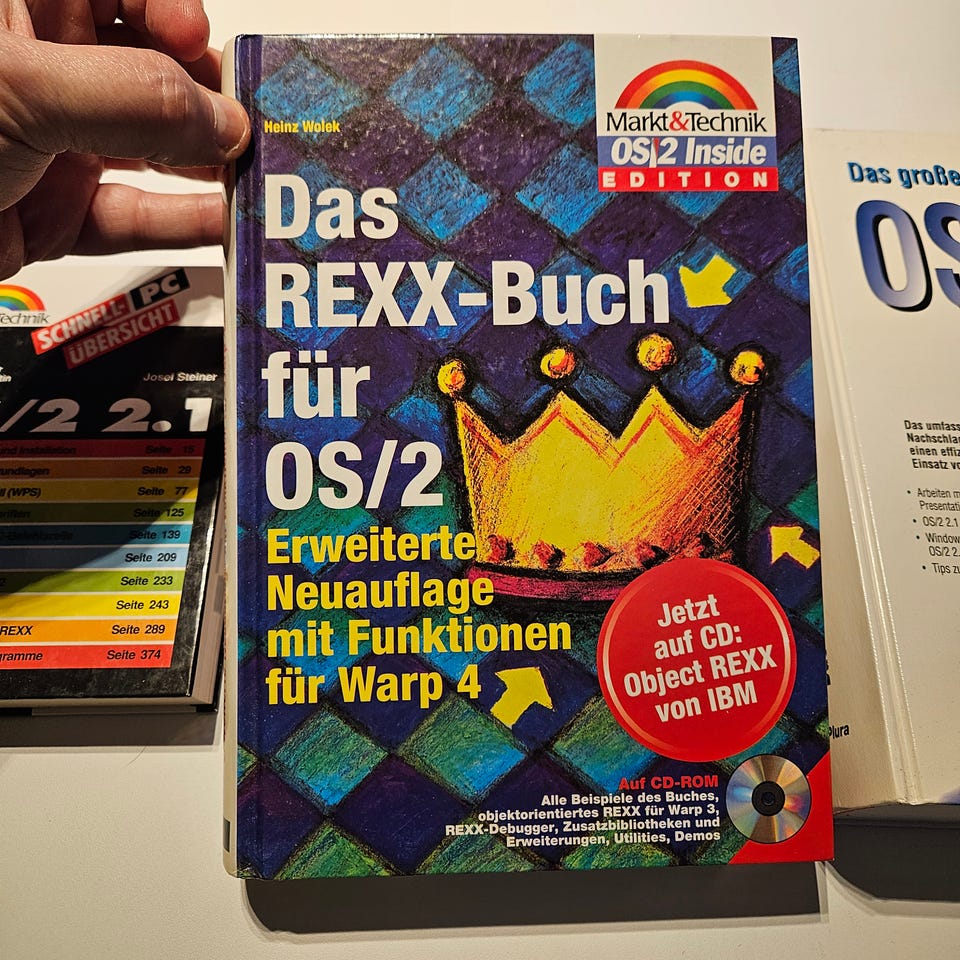 Heinz Wolek
Markt&Technik
OS/2 Inside
EDITION
Das
REXX-Buch
für
OS/2
Erweiterte
Neuauflage
mit Funktionen
für Warp 4
Jetzt
auf CD:
Object REXX
von IBM
Auf CD-ROM
Alle Beispiele des Buches,
objektorientiertes REXX für Warp 3,
REXX-Debugger, Zusatzbibliotheken und
Erweiterungen, Utilities, Demos
SCHNELL-
PC
ÜBERSICHT
Josef Steiner
/2 2.1
und Installation Seite 15
Seite 29
(WPS) Seite 77
Seite 125
Seite 139
Seite 209
Seite 233
Seite 243
REXX Seite 289
Seite 374
Das große
OS
Das umfass
Nachschla
einen effiz
Einsatz vo
• Arbeiten m
Presentati
• OS/2 2.1
• Window
OS/2 2.
• Tips zu
Plura